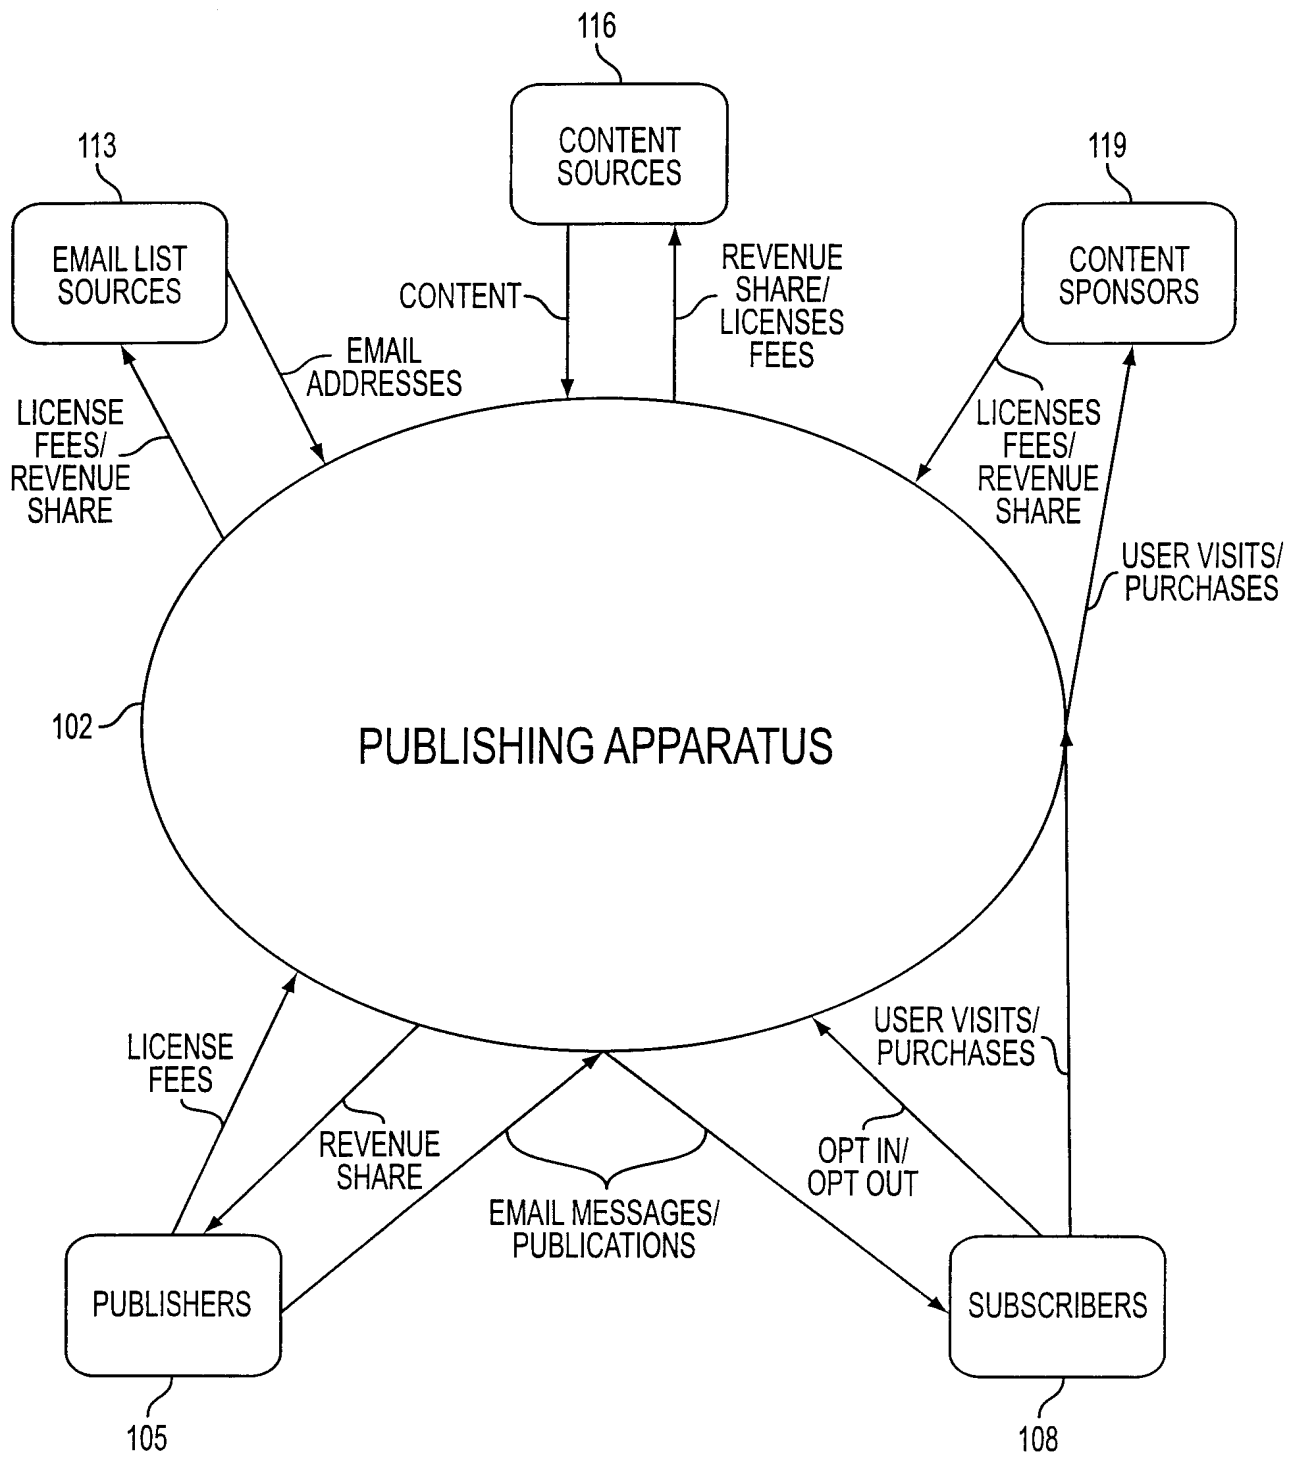 116
CONTENT
SOURCES
113
EMAIL LIST
SOURCES
119
CONTENT
SPONSORS
CONTENT
REVENUE
SHARE/
LICENSES
FEES
EMAIL
ADDRESSES
LICENSE
FEES/
REVENUE
SHARE
LICENSES
FEES/
REVENUE
SHARE
USER VISITS/
PURCHASES
102
PUBLISHING APPARATUS
LICENSE
FEES
REVENUE
SHARE
EMAIL MESSAGES/
PUBLICATIONS
OPT IN/
OPT OUT
USER VISITS/
PURCHASES
PUBLISHERS
105
SUBSCRIBERS
108